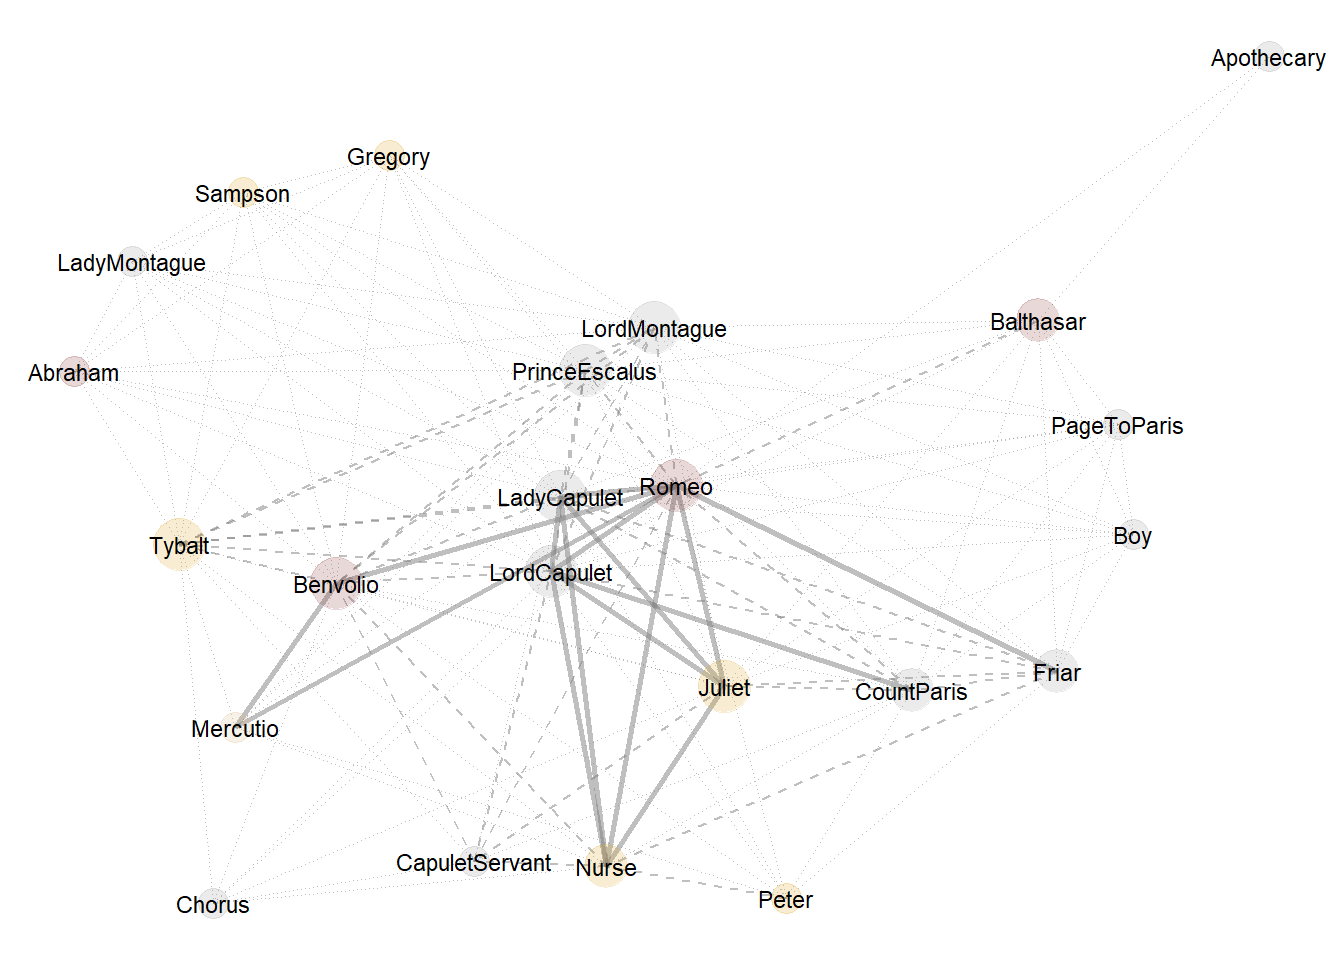 Apothecary
Gregory
Sampson
LadyMontague
LordMontague
Balthasar
Abraham
PrinceEscalus
PageToParis
LadyCapulet
Romeo
Tybalt
Boy
Benvolio
LordCapulet
Juliet
CountParis
Friar
Mercutio
CapuletServant
Nurse
Peter
Chorus